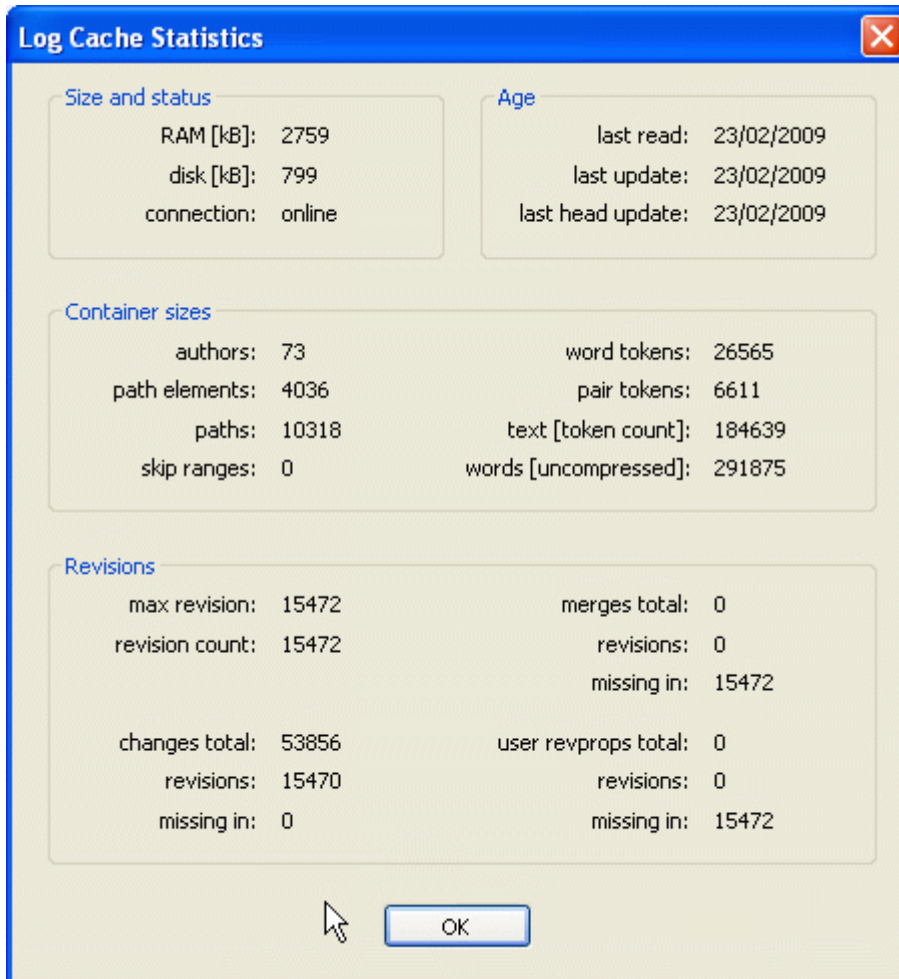 Log Cache Statistics
Size and status
RAM [kB]: 2759
disk [kB]: 799
connection: online
Age
last read: 23/02/2009
last update: 23/02/2009
last head update: 23/02/2009
Container sizes
authors: 73
path elements: 4036
paths: 10318
skip ranges: 0
word tokens: 26565
pair tokens: 6611
text [token count]: 184639
words [uncompressed]: 291875
Revisions
max revision: 15472
revision count: 15472
merges total: 0
revisions: 0
missing in: 15472
changes total: 53856
revisions: 15470
missing in: 0
user revprops total: 0
revisions: 0
missing in: 15472
OK